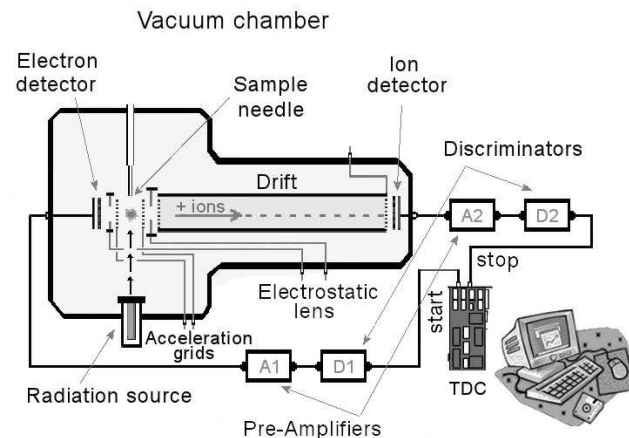 Vacuum chamber
Electron
detector
Sample
needle
Ion
detector
Discriminators
Drift
+ ions
A2
D2
stop
Electrostatic
lens
start
Acceleration
grids
Radiation source
A1
D1
TDC
Pre-Amplifiers